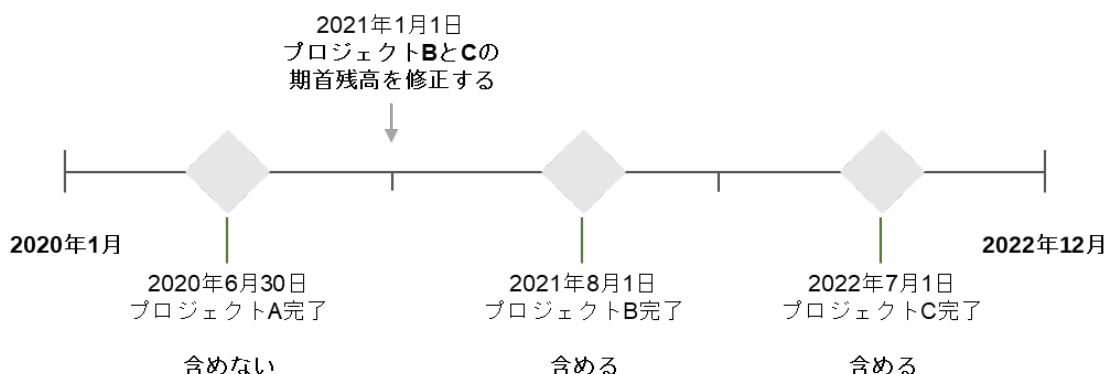 2021年1月1日
プロジェクトBとCの
期首残高を修正する
2020年1月
2022年12月
2020年6月30日
プロジェクトA完了
含めない
2021年8月1日
プロジェクトB完了
含める
2022年7月1日
プロジェクトC完了
含める